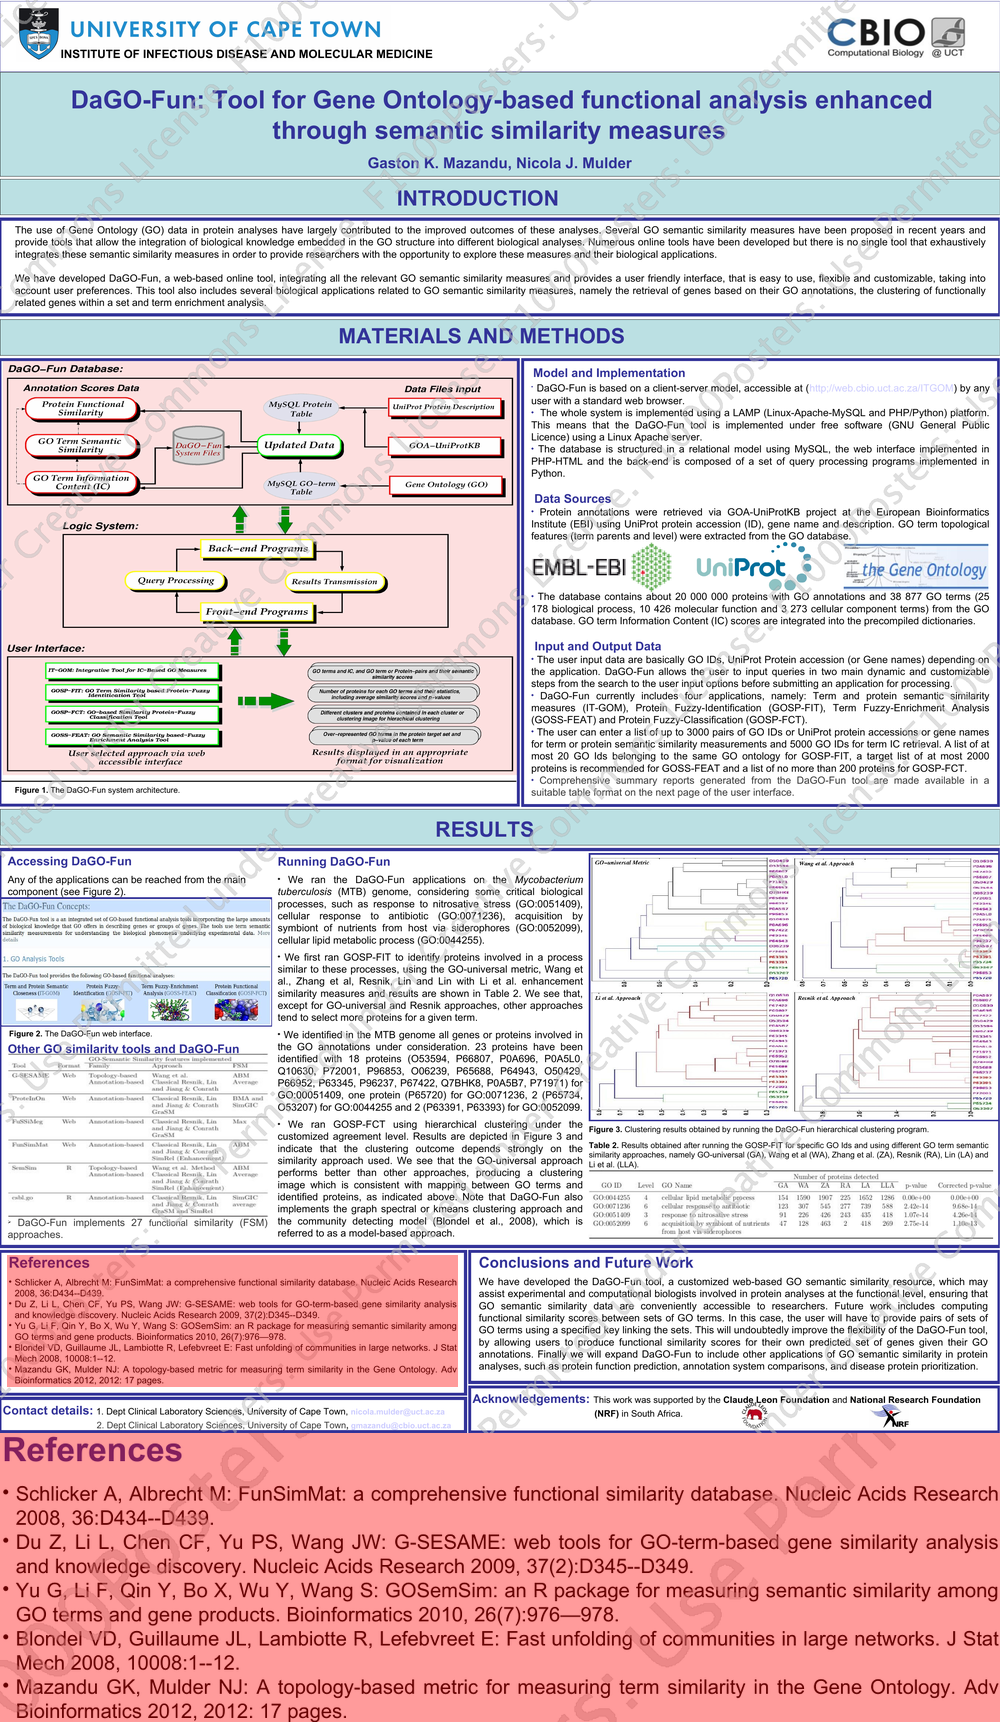 UNIVERSITY OF CAPE TOWN
INSTITUTE OF INFECTIOUS DISEASE AND MOLECULAR MEDICINE
CBIO
Computational Biology @ UCT
DaGO-Fun: Tool for Gene Ontology-based functional analysis enhanced
through semantic similarity measures
Gaston K. Mazandu, Nicola J. Mulder
INTRODUCTION
The use of Gene Ontology (GO) data in protein analyses have largely contributed to the improved outcomes of these analyses. Several GO semantic similarity measures have been proposed in recent years and
provide tools that allow the integration of biological knowledge embedded in the GO structure into different biological analyses. Numerous online tools have been developed but there is no single tool that exhaustively
integrates these semantic similarity measures in order to provide researchers with the opportunity to explore these measures and their biological applications.
We have developed DaGO-Fun, a web-based online tool, integrating all the relevant GO semantic similarity measures and provides a user friendly interface, that is easy to use, flexible and customizable, taking into
account user preferences. This tool also includes several biological applications related to GO semantic similarity measures, namely the retrieval of genes based on their GO annotations, the clustering of functionally
related genes within a set and term enrichment analysis.
MATERIALS AND METHODS
DaGO-Fun Database:
Annotation Scores Data
Data Files Input
Protein Functional
Similarity
GO Term Semantic
Similarity
GO Term Information
Content (IC)
DaGO-Fun
System Files
MySQL Protein
Table
Updated Data
MySQL GO-term
Table
UniProt Protein Description
GOA-UniProtKB
Gene Ontology (GO)
Logic System:
Back-end Programs
Query Processing
Results Transmission
Front-end Programs
User Interface:
IT-GOM: Integrative Tool for IC-Based GO Measures
GOSP-FIT: GO Term Similarity based Protein-Fuzzy
Identification Tool
GOSP-FCT: GO-based Similarity Protein-Fuzzy
Classification Tool
GOSS-FEAT: GO Semantic Similarity based-Fuzzy
Enrichment Analysis Tool
User selected approach via web
accessible interface
GO terms and IC, and GO term or Protein-pairs and their semantic
similarity scores
Number of proteins for each GO terms and their statistics,
including average similarity scores and p-values
Different clusters and proteins contained in each cluster or
clustering image for hierarchical clustering
Over-represented GO terms in the protein target set and
p-value of each term
Results displayed in an appropriate
format for visualization
Figure 1. The DaGO-Fun system architecture.
Model and Implementation
• DaGO-Fun is based on a client-server model, accessible at (http://web.cbio.uct.ac.za/ITGOM) by any
user with a standard web browser.
• The whole system is implemented using a LAMP (Linux-Apache-MySQL and PHP/Python) platform.
This means that the DaGO-Fun tool is implemented under free software (GNU General Public
Licence) using a Linux Apache server.
• The database is structured in a relational model using MySQL, the web interface implemented in
PHP-HTML and the back-end is composed of a set of query processing programs implemented in
Python.
Data Sources
• Protein annotations were retrieved via GOA-UniProtKB project at the European Bioinformatics
Institute (EBI) using UniProt protein accession (ID), gene name and description. GO term topological
features (term parents and level) were extracted from the GO database.
EMBL-EBI
UniProt
the Gene Ontology
• The database contains about 20 000 000 proteins with GO annotations and 38 877 GO terms (25
178 biological process, 10 426 molecular function and 3 273 cellular component terms) from the GO
database. GO term Information Content (IC) scores are integrated into the precompiled dictionaries.
Input and Output Data
• The user input data are basically GO IDs, UniProt Protein accession (or Gene names) depending on
the application. DaGO-Fun allows the user to input queries in two main dynamic and customizable
steps from the search to the user input options before submitting an application for processing.
• DaGO-Fun currently includes four applications, namely: Term and protein semantic similarity
measures (IT-GOM), Protein Fuzzy-Identification (GOSP-FIT), Term Fuzzy-Enrichment Analysis
(GOSS-FEAT) and Protein Fuzzy-Classification (GOSP-FCT).
• The user can enter a list of up to 3000 pairs of GO IDs or UniProt protein accessions or gene names
for term or protein semantic similarity measurements and 5000 GO IDs for term IC retrieval. A list of at
most 20 GO Ids belonging to the same GO ontology for GOSP-FIT, a target list of at most 2000
proteins is recommended for GOSS-FEAT and a list of no more than 200 proteins for GOSP-FCT.
• Comprehensive summary reports generated from the DaGO-Fun tool are made available in a
suitable table format on the next page of the user interface.
RESULTS
Accessing DaGO-Fun
Any of the applications can be reached from the main
component (see Figure 2).
The DaGO-Fun Concepts:
The DaGO-Fun tool is a an integrated set of GO-based functional analysis tools incorporating the large amounts
of biological knowledge that GO offers in describing genes or groups of genes. The tools use term semantic
similarity measures for understanding the biological phenomena underlying experimental data. More
details
1. GO Analysis Tools
The DaGO-Fun tool provides the following GO-based functional analyses:
Term and Protein Semantic
Closeness (IT-GOM)
Protein Fuzzy-
Identification (GOSP-FIT)
Term Fuzzy-Enrichment
Analysis (GOSS-FEAT)
Protein Functional
Classification (GOSP-FCT)
Figure 2. The DaGO-Fun web interface.
Other GO similarity tools and DaGO-Fun
GO-Semantic Similarity features implemented
Tool Format Family Approach FSM
G-SESAME Web Topology-based Wang et al. ABM
Annotation-based Classical Resnik, Lin Average
and Jiang & Conrath
ProteInOn Web Annotation-based Classical Resnik, Lin BMA and
and Jiang & Conrath SimGIC
GraSM
FuSSiMeg Web Annotation-based Classical Resnik, Lin Max
and Jiang & Conrath
GraSM
FunSimMat Web Annotation-based Classical Resnik, Lin ABM
and Jiang & Conrath Average
SimRel (Enhancement)
SemSim R Topology-based Wang et al. Method ABM
Annotation-based Classical Resnik, Lin Average
and Jiang & Conrath
SimRel (Enhancement)
csbl.go R Annotation-based Classical Resnik, Lin SimGIC
and Jiang & Conrath average
GraSM and SimRel
• DaGO-Fun implements 27 functional similarity (FSM)
approaches.
Running DaGO-Fun
• We ran the DaGO-Fun applications on the Mycobacterium
tuberculosis (MTB) genome, considering some critical biological
processes, such as response to nitrosative stress (GO:0051409),
cellular response to antibiotic (GO:0071236), acquisition by
symbiont of nutrients from host via siderophores (GO:0052099),
cellular lipid metabolic process (GO:0044255).
• We first ran GOSP-FIT to identify proteins involved in a process
similar to these processes, using the GO-universal metric, Wang et
al., Zhang et al, Resnik, Lin and Lin with Li et al. enhancement
similarity measures and results are shown in Table 2. We see that,
except for GO-universal and Resnik approaches, other approaches
tend to select more proteins for a given term.
• We identified in the MTB genome all genes or proteins involved in
the GO annotations under consideration. 23 proteins have been
identified with 18 proteins (O53594, P66807, P0A696, P0A5L0,
Q10630, P72001, P96853, O06239, P65688, P64943, O50429,
P66952, P63345, P96237, P67422, Q7BHK8, P0A5B7, P71971) for
GO:00051409, one protein (P65720) for GO:0071236, 2 (P65734,
O53207) for GO:0044255 and 2 (P63391, P63393) for GO:0052099.
• We ran GOSP-FCT using hierarchical clustering under the
customized agreement level. Results are depicted in Figure 3 and
indicate that the clustering outcome depends strongly on the
similarity approach used. We see that the GO-universal approach
performs better than other approaches, producing a clustering
image which is consistent with mapping between GO terms and
identified proteins, as indicated above. Note that DaGO-Fun also
implements the graph spectral or kmeans clustering approach and
the community detecting model (Blondel et al., 2008), which is
referred to as a model-based approach.
GO-universal Metric
Wang et al. Approach
Li et al. Approach
Resnik et al. Approach
Figure 3. Clustering results obtained by running the DaGO-Fun hierarchical clustering program.
Table 2. Results obtained after running the GOSP-FIT for specific GO Ids and using different GO term semantic
similarity approaches, namely GO-universal (GA), Wang et al (WA), Zhang et al. (ZA), Resnik (RA), Lin (LA) and
Li et al. (LLA).
Number of proteins detected
GO ID Level GO Name GA WA ZA RA LA LLA p-value Corrected p-value
GO:0044255 4 cellular lipid metabolic process 154 1590 1907 225 1652 1286 0.00e+00 0.00e+00
GO:0071236 6 cellular response to antibiotic 123 307 545 277 739 588 2.42e-14 9.68e-14
GO:0051409 5 response to nitrosative stress 91 226 426 243 435 418 1.07e-14 4.26e-14
GO:0052099 6 acquisition by symbiont of nutrients 47 128 463 2 418 269 2.75e-14 1.10e-13
from host via siderophores
References
• Schlicker A, Albrecht M: FunSimMat: a comprehensive functional similarity database. Nucleic Acids Research
2008, 36:D434--D439.
• Du Z, Li L, Chen CF, Yu PS, Wang JW: G-SESAME: web tools for GO-term-based gene similarity analysis
and knowledge discovery. Nucleic Acids Research 2009, 37(2):D345--D349.
• Yu G, Li F, Qin Y, Bo X, Wu Y, Wang S: GOSemSim: an R package for measuring semantic similarity among
GO terms and gene products. Bioinformatics 2010, 26(7):976—978.
• Blondel VD, Guillaume JL, Lambiotte R, Lefebvreet E: Fast unfolding of communities in large networks. J Stat
Mech 2008, 10008:1--12.
• Mazandu GK, Mulder NJ: A topology-based metric for measuring term similarity in the Gene Ontology. Adv
Bioinformatics 2012, 2012: 17 pages.
Contact details: 1. Dept Clinical Laboratory Sciences, University of Cape Town, nicola.mulder@uct.ac.za
2. Dept Clinical Laboratory Sciences, University of Cape Town, gmazandu@cbio.uct.ac.za
Conclusions and Future Work
We have developed the DaGO-Fun tool, a customized web-based GO semantic similarity resource, which may
assist experimental and computational biologists involved in protein analyses at the functional level, ensuring that
GO semantic similarity data are conveniently accessible to researchers. Future work includes computing
functional similarity scores between sets of GO terms. In this case, the user will have to provide pairs of sets of
GO terms using a specified key linking the sets. This will undoubtedly improve the flexibility of the DaGO-Fun tool,
by allowing users to produce functional similarity scores for their own predicted set of genes given their GO
annotations. Finally we will expand DaGO-Fun to include other applications of GO semantic similarity in protein
analyses, such as protein function prediction, annotation system comparisons, and disease protein prioritization.
Acknowledgements: This work was supported by the Claude Leon Foundation and National Research Foundation
(NRF) in South Africa.
NRF
References
• Schlicker A, Albrecht M: FunSimMat: a comprehensive functional similarity database. Nucleic Acids Research
2008, 36:D434--D439.
• Du Z, Li L, Chen CF, Yu PS, Wang JW: G-SESAME: web tools for GO-term-based gene similarity analysis
and knowledge discovery. Nucleic Acids Research 2009, 37(2):D345--D349.
• Yu G, Li F, Qin Y, Bo X, Wu Y, Wang S: GOSemSim: an R package for measuring semantic similarity among
GO terms and gene products. Bioinformatics 2010, 26(7):976—978.
• Blondel VD, Guillaume JL, Lambiotte R, Lefebvreet E: Fast unfolding of communities in large networks. J Stat
Mech 2008, 10008:1--12.
• Mazandu GK, Mulder NJ: A topology-based metric for measuring term similarity in the Gene Ontology. Adv
Bioinformatics 2012, 2012: 17 pages.